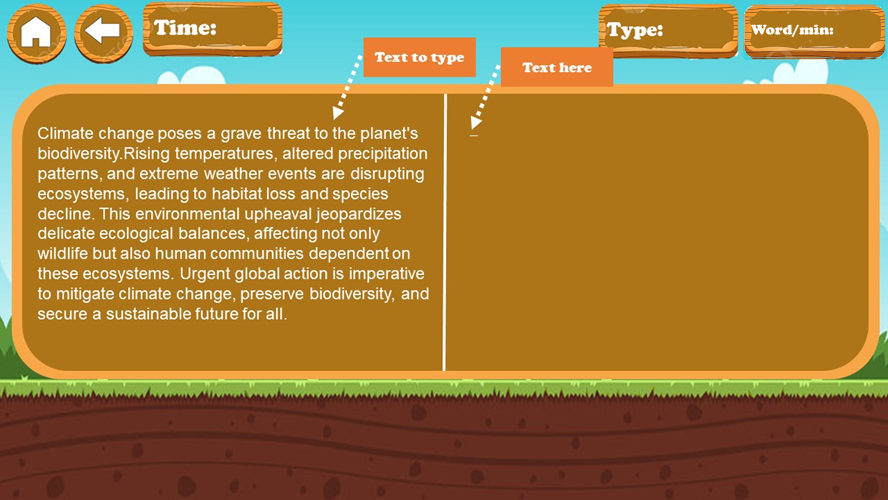 Time:
Type:
Word/min:
Text to type
Text here
Climate change poses a grave threat to the planet's
biodiversity.Rising temperatures, altered precipitation
patterns, and extreme weather events are disrupting
ecosystems, leading to habitat loss and species
decline. This environmental upheaval jeopardizes
delicate ecological balances, affecting not only
wildlife but also human communities dependent on
these ecosystems. Urgent global action is imperative
to mitigate climate change, preserve biodiversity, and
secure a sustainable future for all.
_